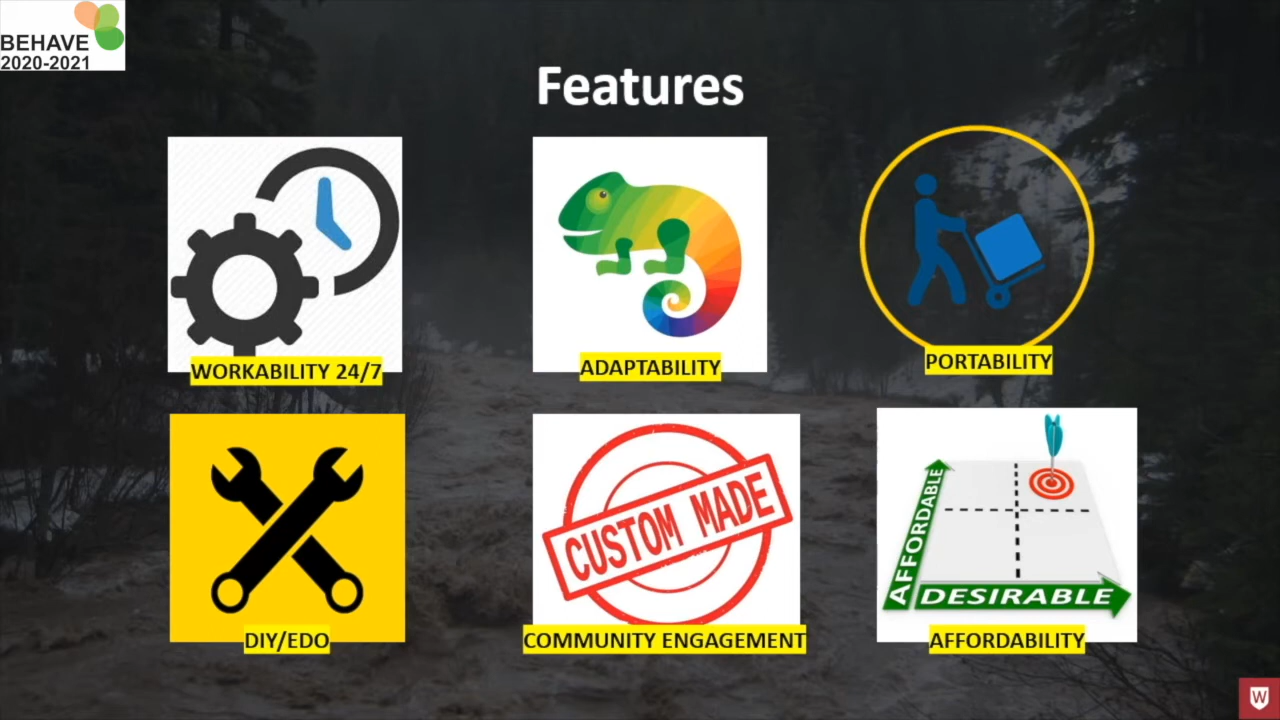 BEHAVE
2020-2021
Features
WORKABILITY 24/7
ADAPTABILITY
PORTABILITY
DIY/EDO
CUSTOM MADE
COMMUNITY ENGAGEMENT
AFFORDABLE
DESIRABLE
AFFORDABILITY
W